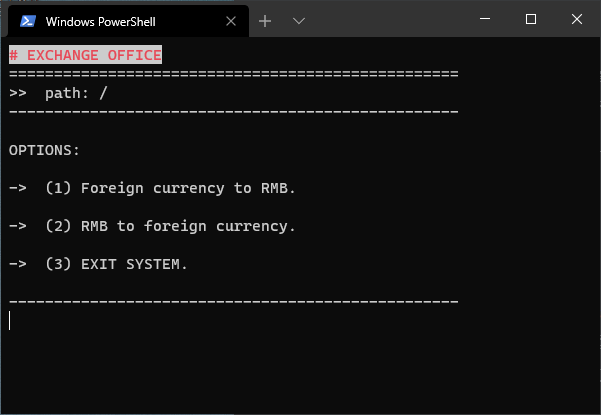 Windows PowerShell
# EXCHANGE OFFICE
==================================================
>>  path: /
--------------------------------------------------
OPTIONS:
->  (1) Foreign currency to RMB.
->  (2) RMB to foreign currency.
->  (3) EXIT SYSTEM.
--------------------------------------------------